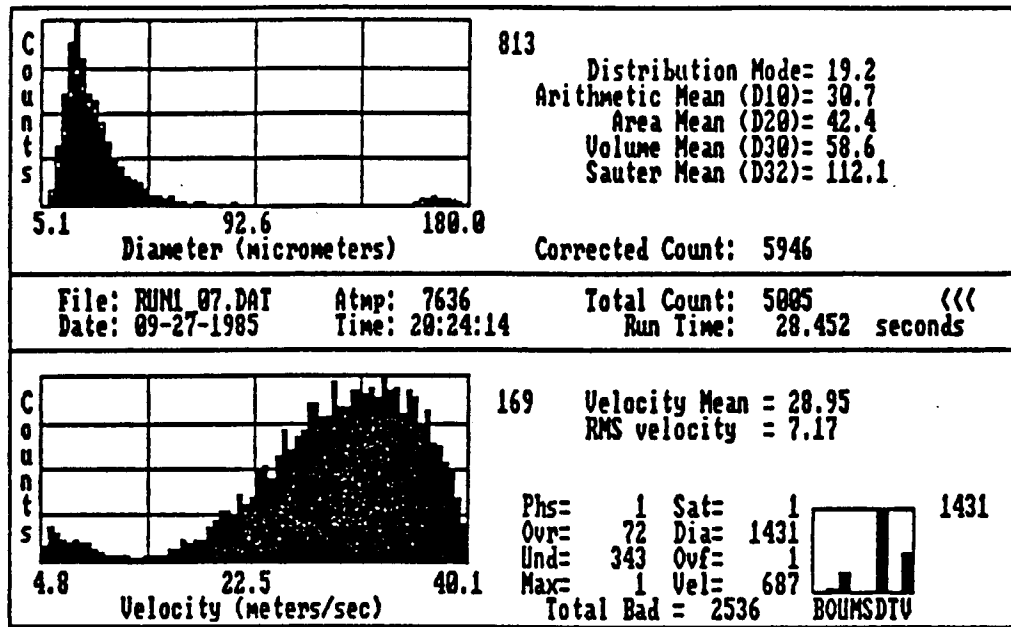 Counts
813
Distribution Mode= 19.2
Arithmetic Mean (D10)= 30.7
Area Mean (D20)= 42.4
Volume Mean (D30)= 58.6
Sauter Mean (D32)= 112.1
5.1 92.6 180.0
Diameter (micrometers) Corrected Count: 5946
File: RUN1_07.DAT Atmp: 7636 Total Count: 5005 <<<
Date: 09-27-1985 Time: 20:24:14 Run Time: 28.452 seconds
Counts
169 Velocity Mean = 28.95
RMS velocity = 7.17
Phs= 1 Sat= 1 1431
Ovr= 72 Dia= 1431
Und= 343 Ovf= 1
Max= 1 Vel= 687
4.8 22.5 40.1
Velocity (meters/sec) Total Bad = 2536 BOUMSDTV